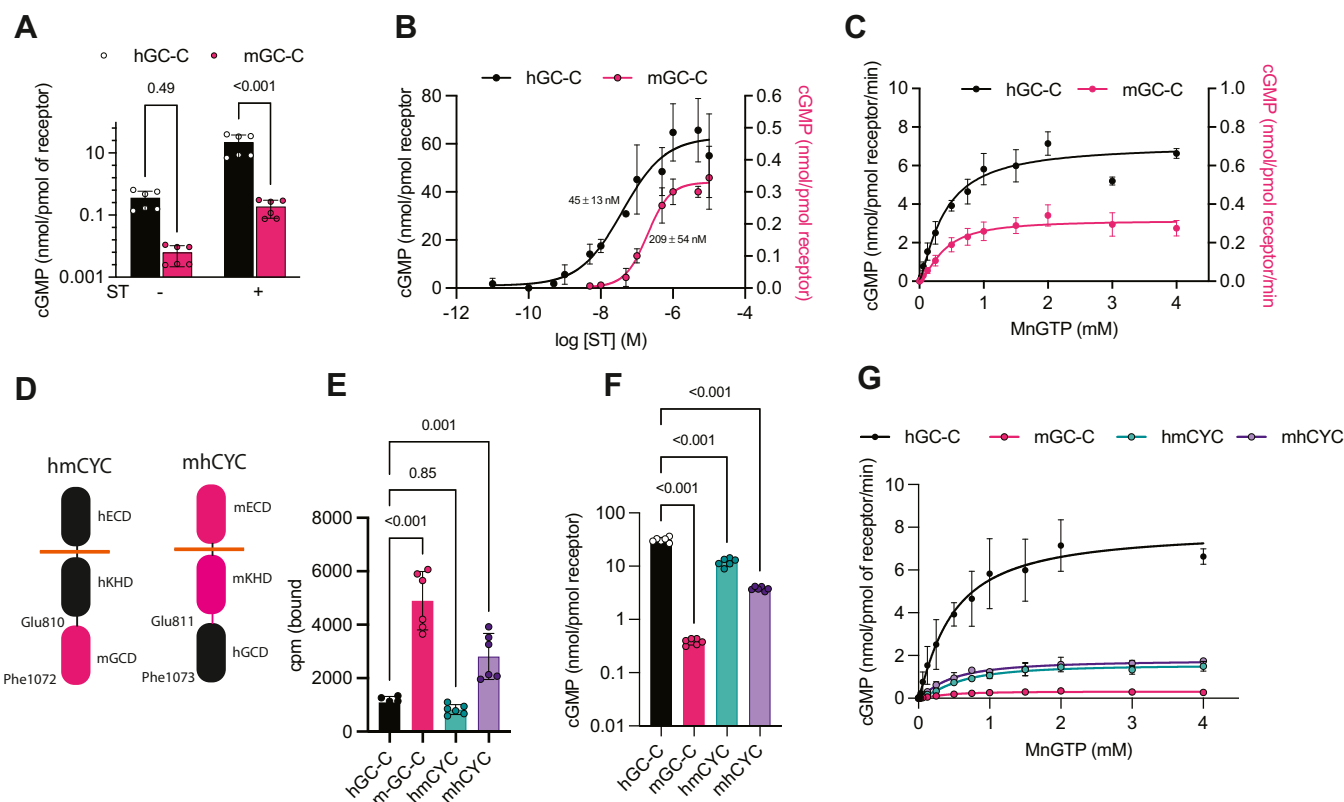 A
hGC-C mGC-C
0.49 <0.001
cGMP (nmol/pmol of receptor)
10
0.1
0.001
ST - +
B
hGC-C mGC-C
cGMP (nmol/pmol receptor)
80
60
40
20
0
45 ± 13 nM
209 ± 54 nM
0.6
0.5
0.4
0.3
0.2
0.1
0.0
cGMP (nmol/pmol receptor)
-12 -10 -8 -6 -4
log [ST] (M)
C
hGC-C mGC-C
cGMP (nmol/pmol receptor/min)
10
8
6
4
2
0
1.0
0.8
0.6
0.4
0.2
0.0
cGMP (nmol/pmol receptor/min
0 1 2 3 4
MnGTP (mM)
D
hmCYC mhCYC
hECD mECD
hKHD mKHD
Glu810 Glu811
mGCD hGCD
Phe1072 Phe1073
E
0.001
0.85
<0.001
cpm (bound)
8000
6000
4000
2000
0
hGC-C
m-GC-C
hmCYC
mhCYC
F
<0.001
<0.001
<0.001
cGMP (nmol/pmol receptor)
100
10
1
0.1
0.01
hGC-C
mGC-C
hmCYC
mhCYC
G
hGC-C mGC-C hmCYC mhCYC
cGMP (nmol/pmol of receptor/min)
8
6
4
2
0
0 1 2 3 4
MnGTP (mM)